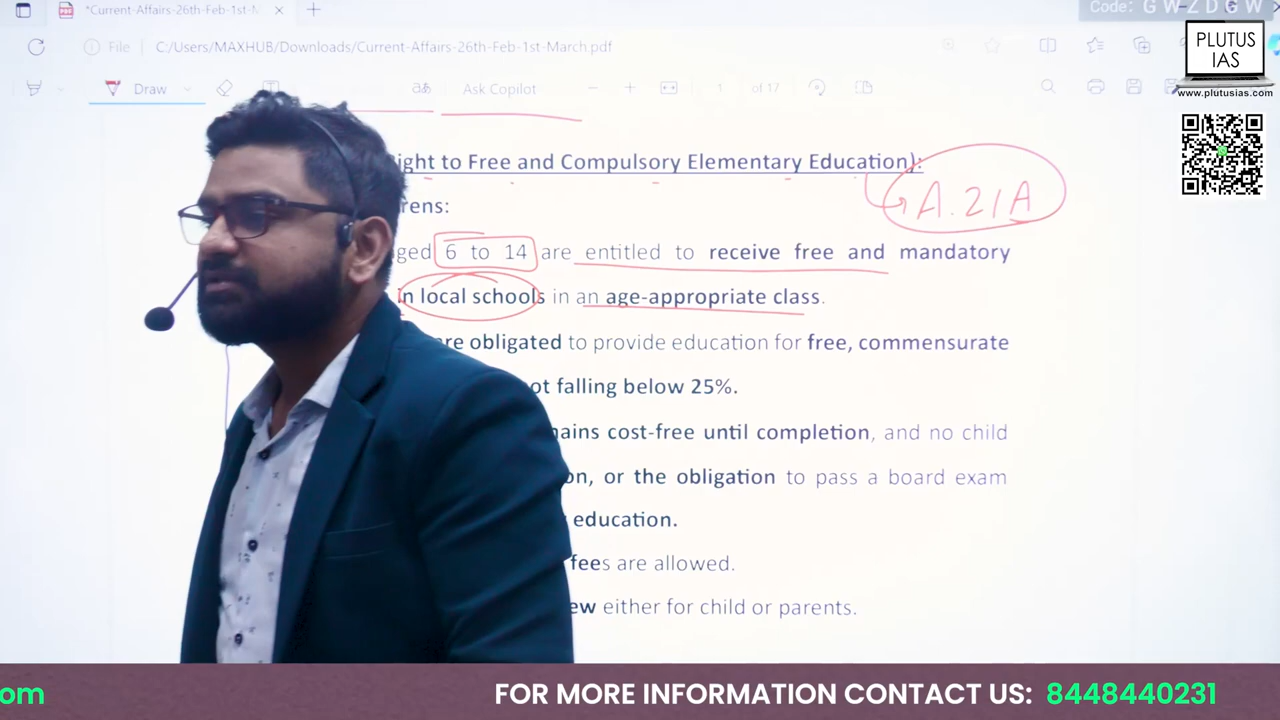 *Current-Affairs-26th-Feb-1st-M
Code: G W Z D G W
File C:/Users/MAXHUB/Downloads/Current-Affairs-26th-Feb-1st-March.pdf
PLUTUS
IAS
www.plutusias.com
Draw Ask Copilot 1 of 17
ight to Free and Compulsory Elementary Education):
A.21A
rens:
ged 6 to 14 are entitled to receive free and mandatory
in local schools in an age-appropriate class.
re obligated to provide education for free, commensurate
ot falling below 25%.
ains cost-free until completion, and no child
on, or the obligation to pass a board exam
education.
fees are allowed.
ew either for child or parents.
om FOR MORE INFORMATION CONTACT US: 8448440231